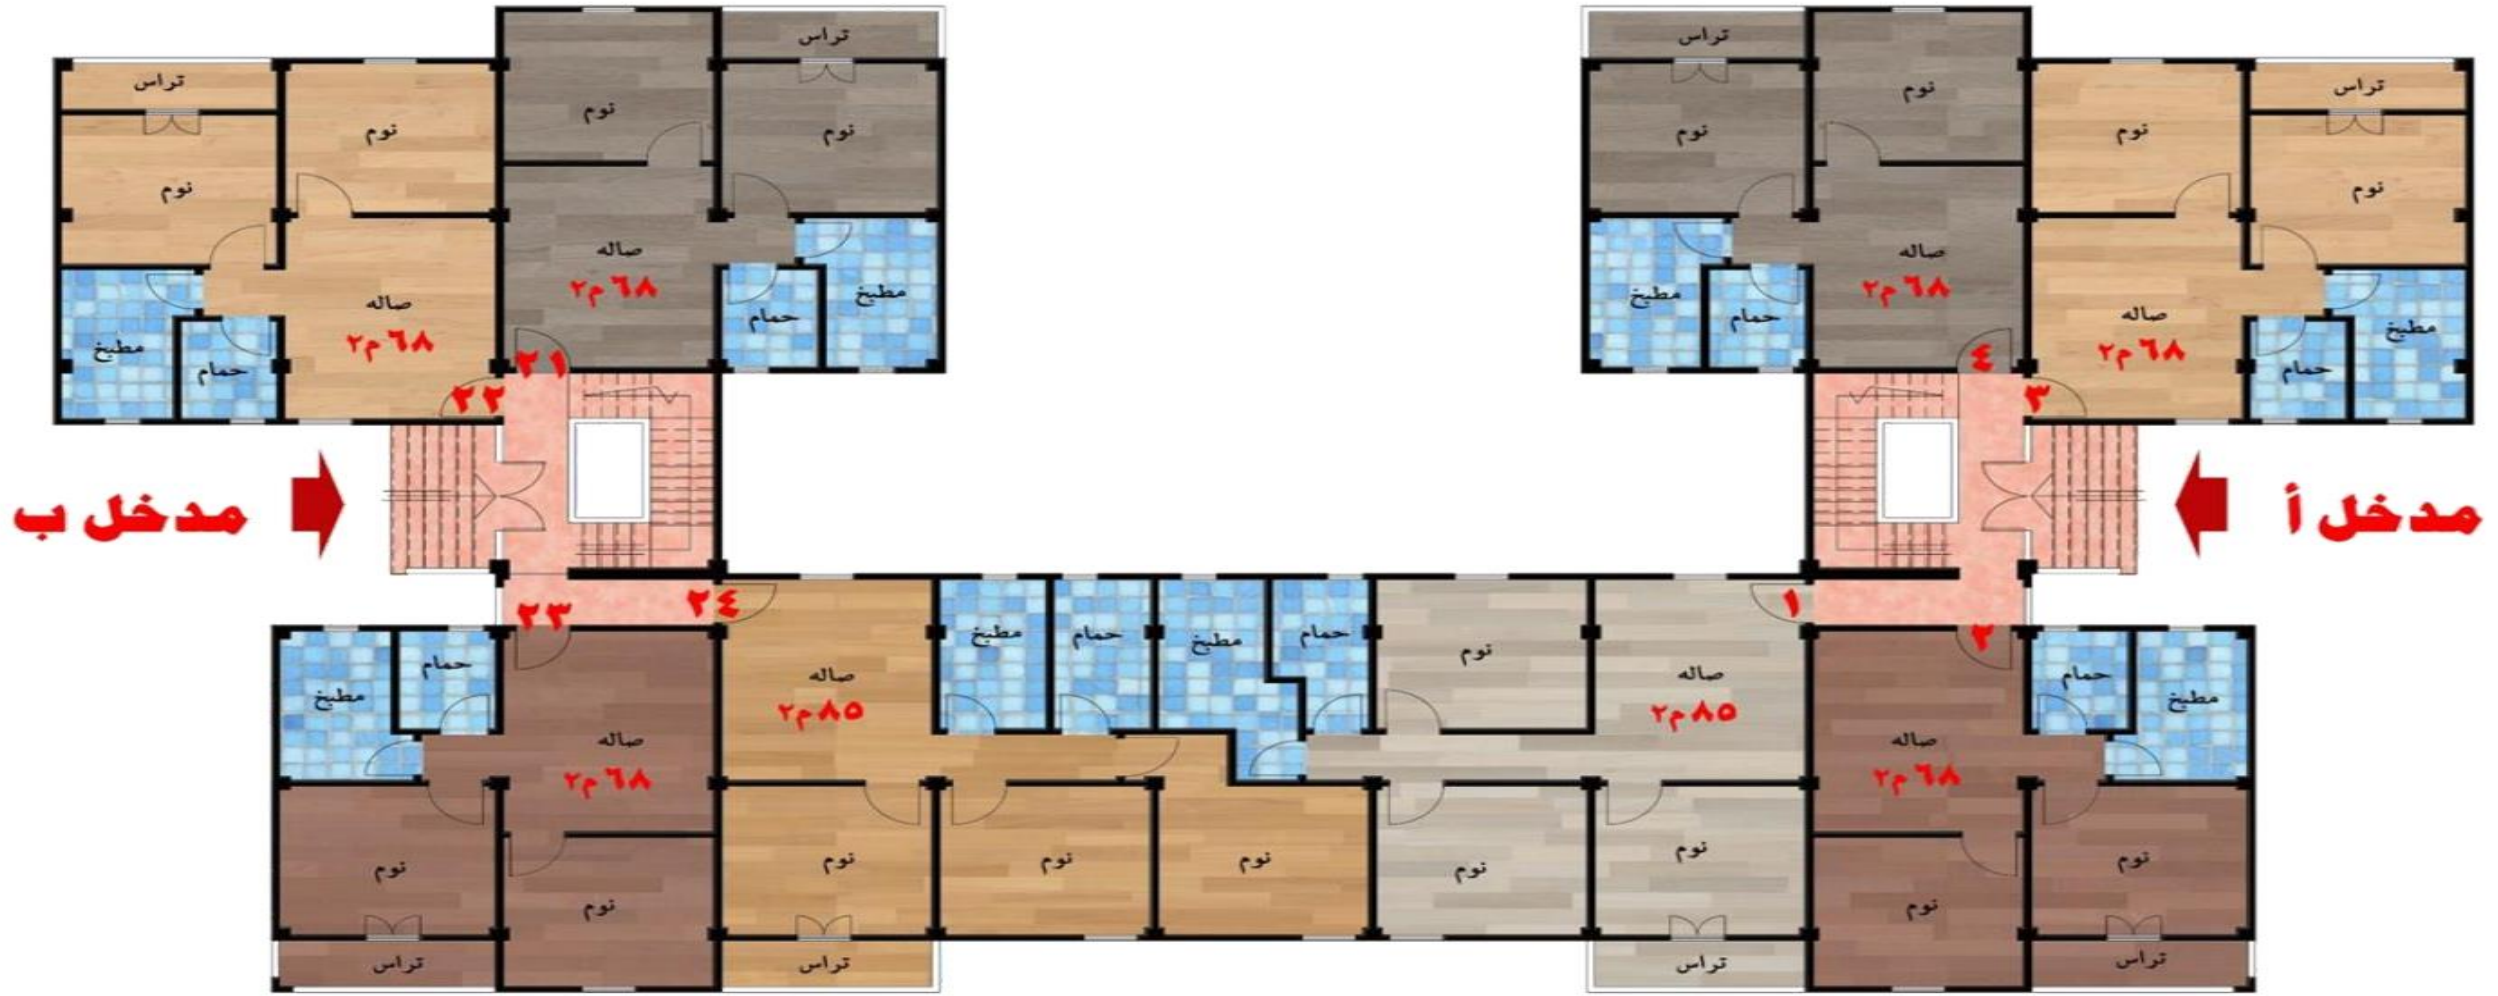 تراس
تراس
نوم
تراس
تراس
نوم
نوم
نوم
نوم
نوم
نوم
نوم
صاله
٦٨م٢
مطبخ
حمام
صاله
٦٨م٢
مطبخ
حمام
٢٢
٢١
صاله
٦٨م٢
مطبخ
حمام
صاله
٦٨م٢
مطبخ
حمام
٤
٣
مدخل ب
مدخل أ
٢٣
٢٤
١
٢
مطبخ
حمام
صاله
٦٨م٢
صاله
٨٥م٢
مطبخ
حمام
مطبخ
حمام
نوم
صاله
٨٥م٢
صاله
٦٨م٢
حمام
مطبخ
نوم
نوم
نوم
نوم
نوم
نوم
نوم
نوم
نوم
تراس
تراس
تراس
تراس